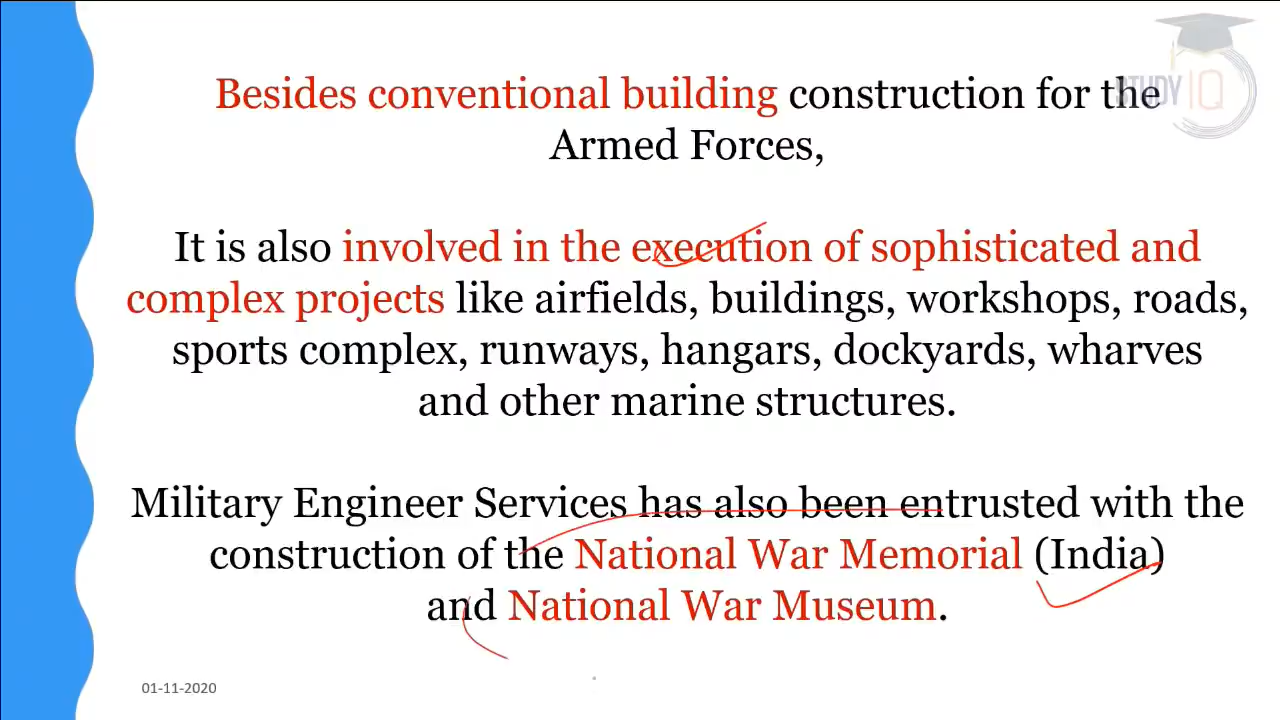 STUDY IQ
Besides conventional building construction for the
Armed Forces,
It is also involved in the execution of sophisticated and
complex projects like airfields, buildings, workshops, roads,
sports complex, runways, hangars, dockyards, wharves
and other marine structures.
Military Engineer Services has also been entrusted with the
construction of the National War Memorial (India)
and National War Museum.
01-11-2020